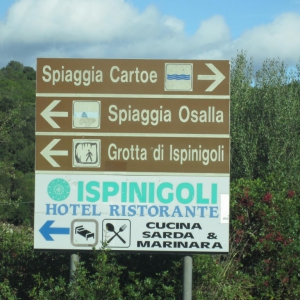 Spiaggia Cartoe
Spiaggia Osalla
Grotta di Ispinigoli
ISPINIGOLI
HOTEL RISTORANTE
CUCINA
SARDA &
MARINARA